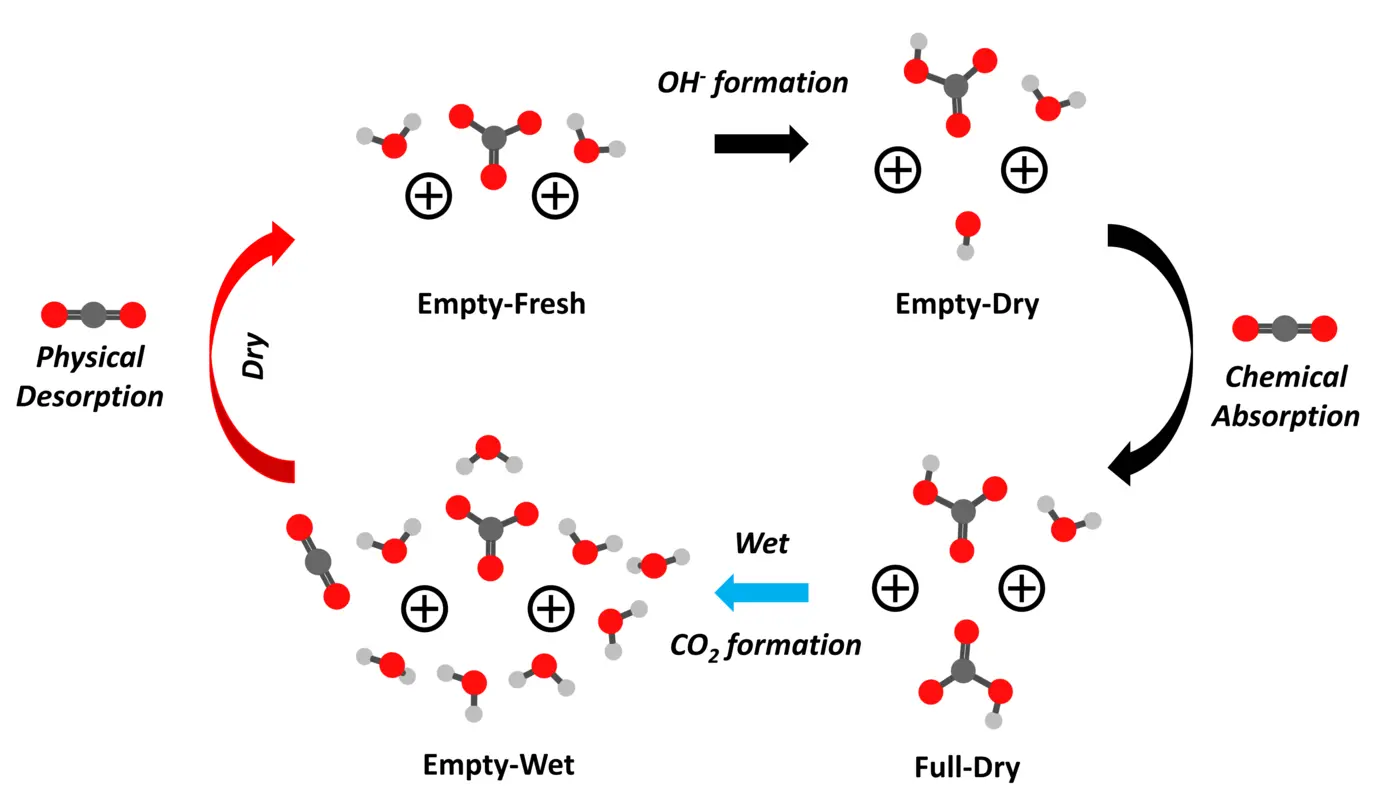 OH- formation
Empty-Fresh
Empty-Dry
Physical
Desorption
Dry
Chemical
Absorption
Wet
CO2 formation
Empty-Wet
Full-Dry